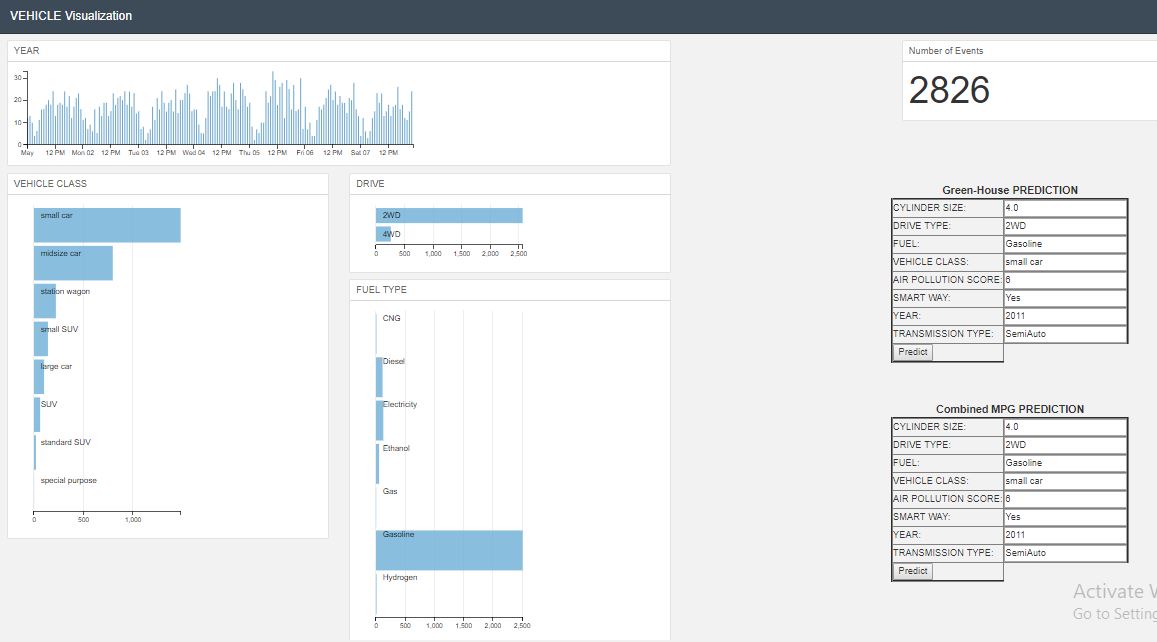 VEHICLE Visualization
YEAR
30
20
10
0
May 12 PM Mon 02 12 PM Tue 03 12 PM Wed 04 12 PM Thu 05 12 PM Fri 06 12 PM Sat 07 12 PM
Number of Events
2826
VEHICLE CLASS
small car
midsize car
station wagon
small SUV
large car
SUV
standard SUV
special purpose
0 500 1,000
DRIVE
2WD
4WD
0 500 1,000 1,500 2,000 2,500
FUEL TYPE
CNG
Diesel
Electricity
Ethanol
Gas
Gasoline
Hydrogen
0 500 1,000 1,500 2,000 2,500
Green-House PREDICTION
CYLINDER SIZE: 4.0
DRIVE TYPE: 2WD
FUEL: Gasoline
VEHICLE CLASS: small car
AIR POLLUTION SCORE: 6
SMART WAY: Yes
YEAR: 2011
TRANSMISSION TYPE: SemiAuto
Predict
Combined MPG PREDICTION
CYLINDER SIZE: 4.0
DRIVE TYPE: 2WD
FUEL: Gasoline
VEHICLE CLASS: small car
AIR POLLUTION SCORE: 6
SMART WAY: Yes
YEAR: 2011
TRANSMISSION TYPE: SemiAuto
Predict
Activate
Go to Setting